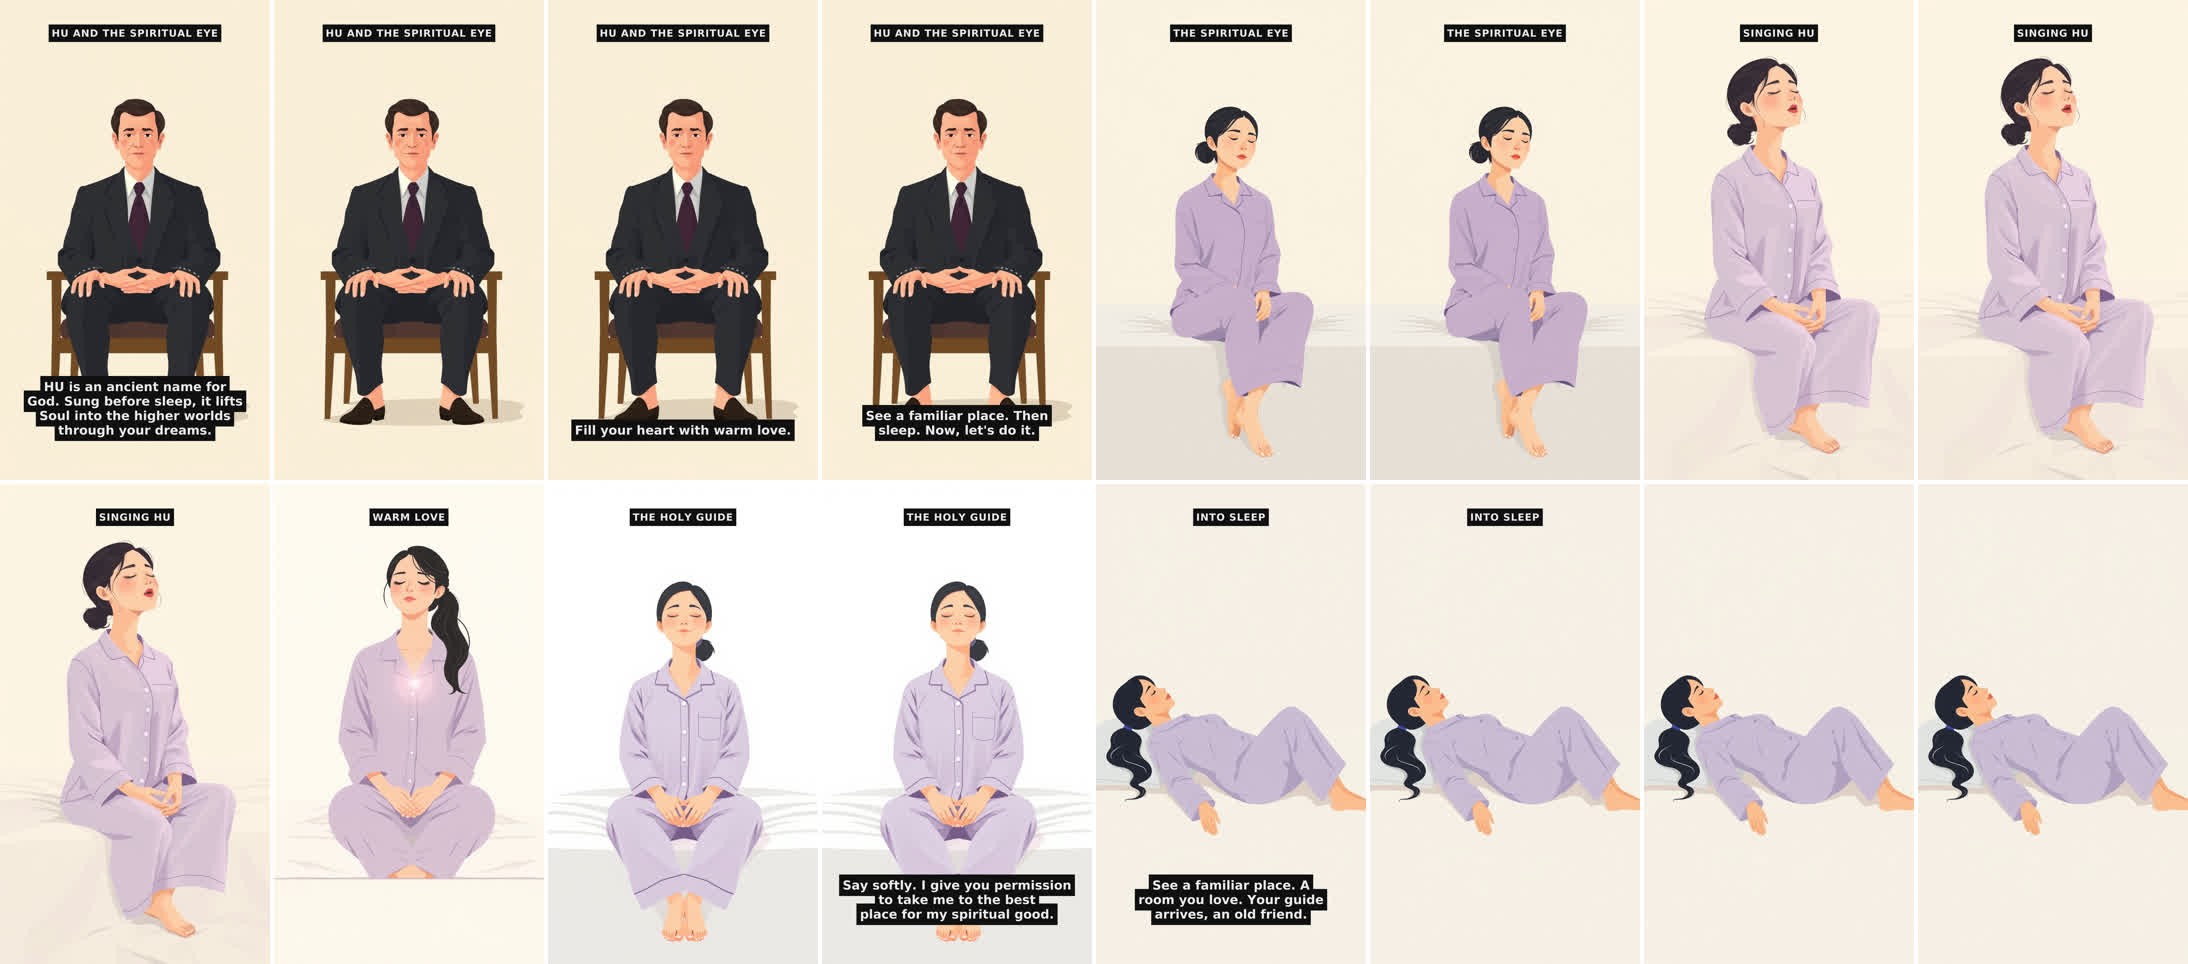 HU AND THE SPIRITUAL EYE
HU is an ancient name for
God. Sung before sleep, it lifts
Soul into the higher worlds
through your dreams.
HU AND THE SPIRITUAL EYE
HU AND THE SPIRITUAL EYE
Fill your heart with warm love.
HU AND THE SPIRITUAL EYE
See a familiar place. Then
sleep. Now, let's do it.
THE SPIRITUAL EYE
THE SPIRITUAL EYE
SINGING HU
SINGING HU
SINGING HU
WARM LOVE
THE HOLY GUIDE
THE HOLY GUIDE
Say softly. I give you permission
to take me to the best
place for my spiritual good.
INTO SLEEP
See a familiar place. A
room you love. Your guide
arrives, an old friend.
INTO SLEEP